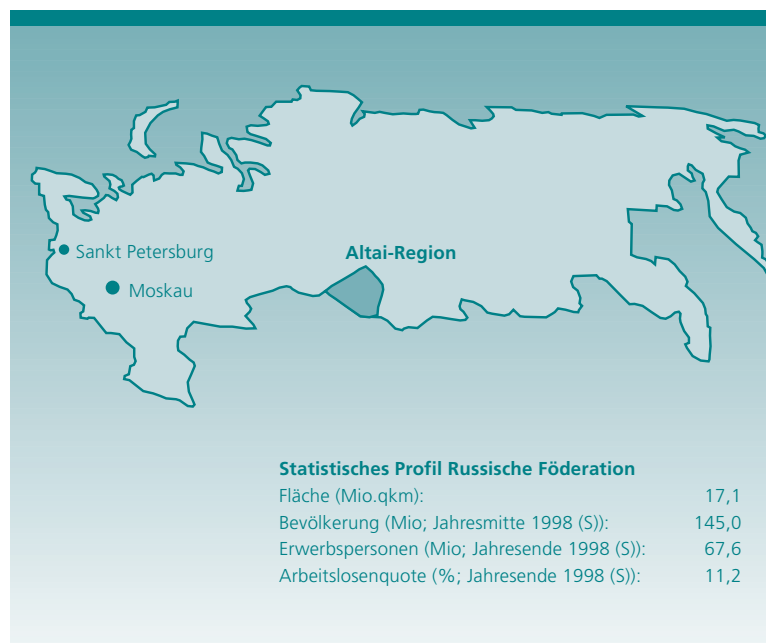 Sankt Petersburg
Altai-Region
Moskau
Statistisches Profil Russische Föderation
Fläche (Mio.qkm): 17,1
Bevölkerung (Mio; Jahresmitte 1998 (S)): 145,0
Erwerbspersonen (Mio; Jahresende 1998 (S)): 67,6
Arbeitslosenquote (%; Jahresende 1998 (S)): 11,2